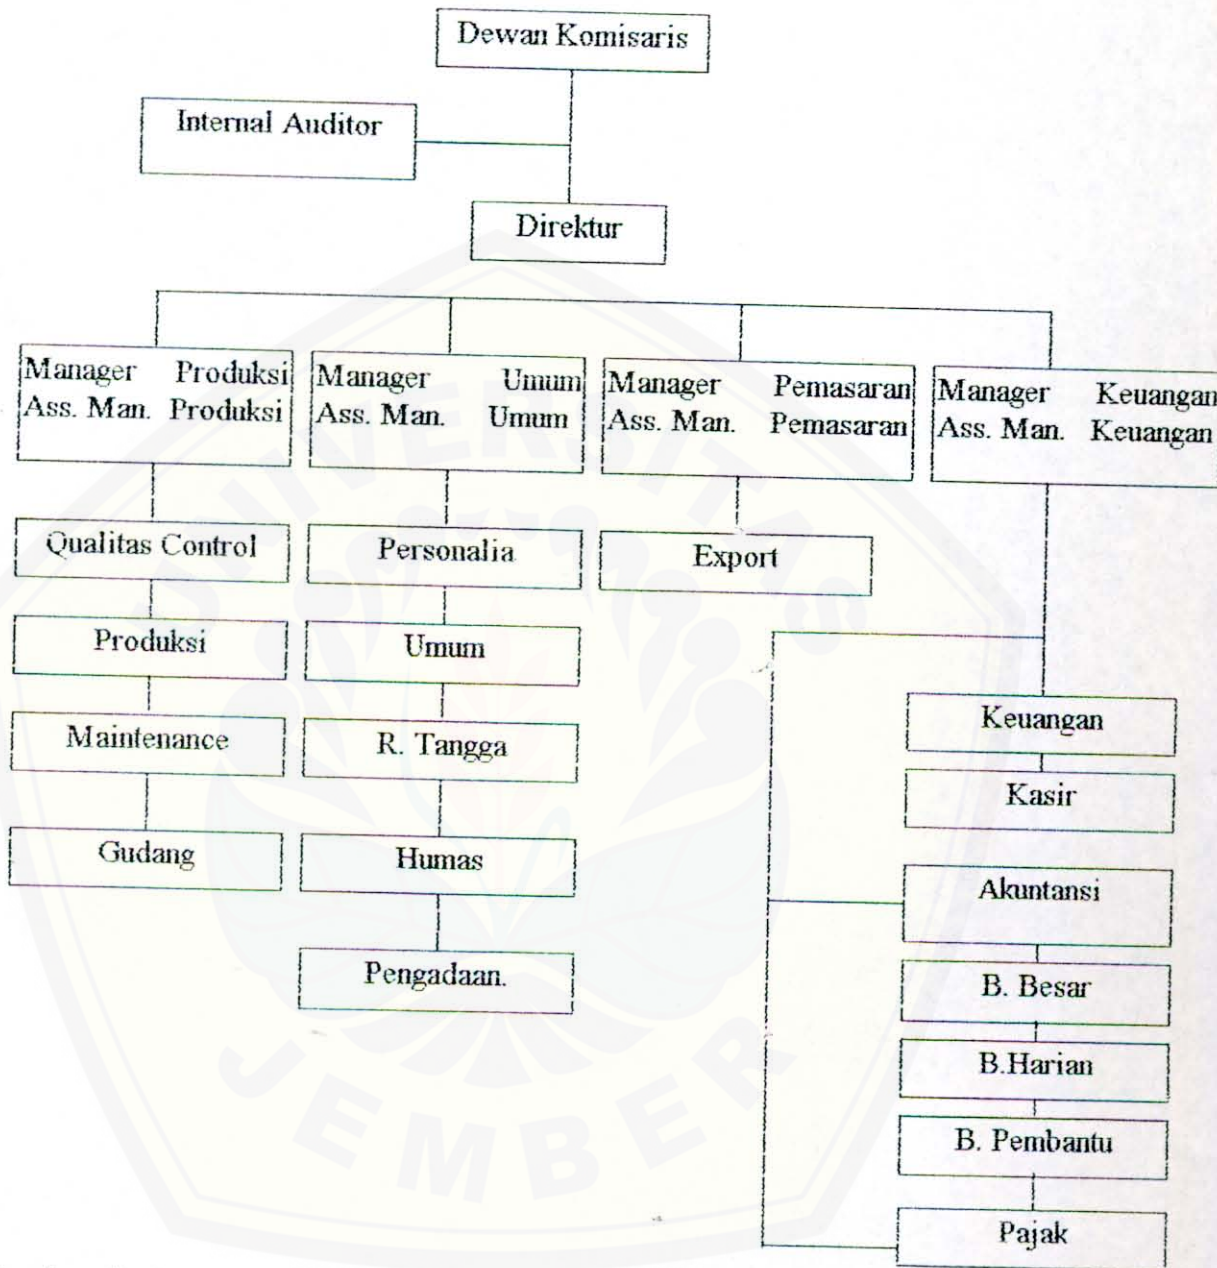 Dewan Komisaris
Internal Auditor
Direktur
Manager Produksi
Ass. Man. Produksi
Manager Umum
Ass. Man. Umum
Manager Pemasaran
Ass. Man. Pemasaran
Manager Keuangan
Ass. Man. Keuangan
Qualitas Control
Personalia
Export
Produksi
Umum
Maintenance
R. Tangga
Keuangan
Kasir
Gudang
Humas
Akuntansi
Pengadaan.
B. Besar
B.Harian
B. Pembantu
Pajak
UNIVERSITAS
JEMBER